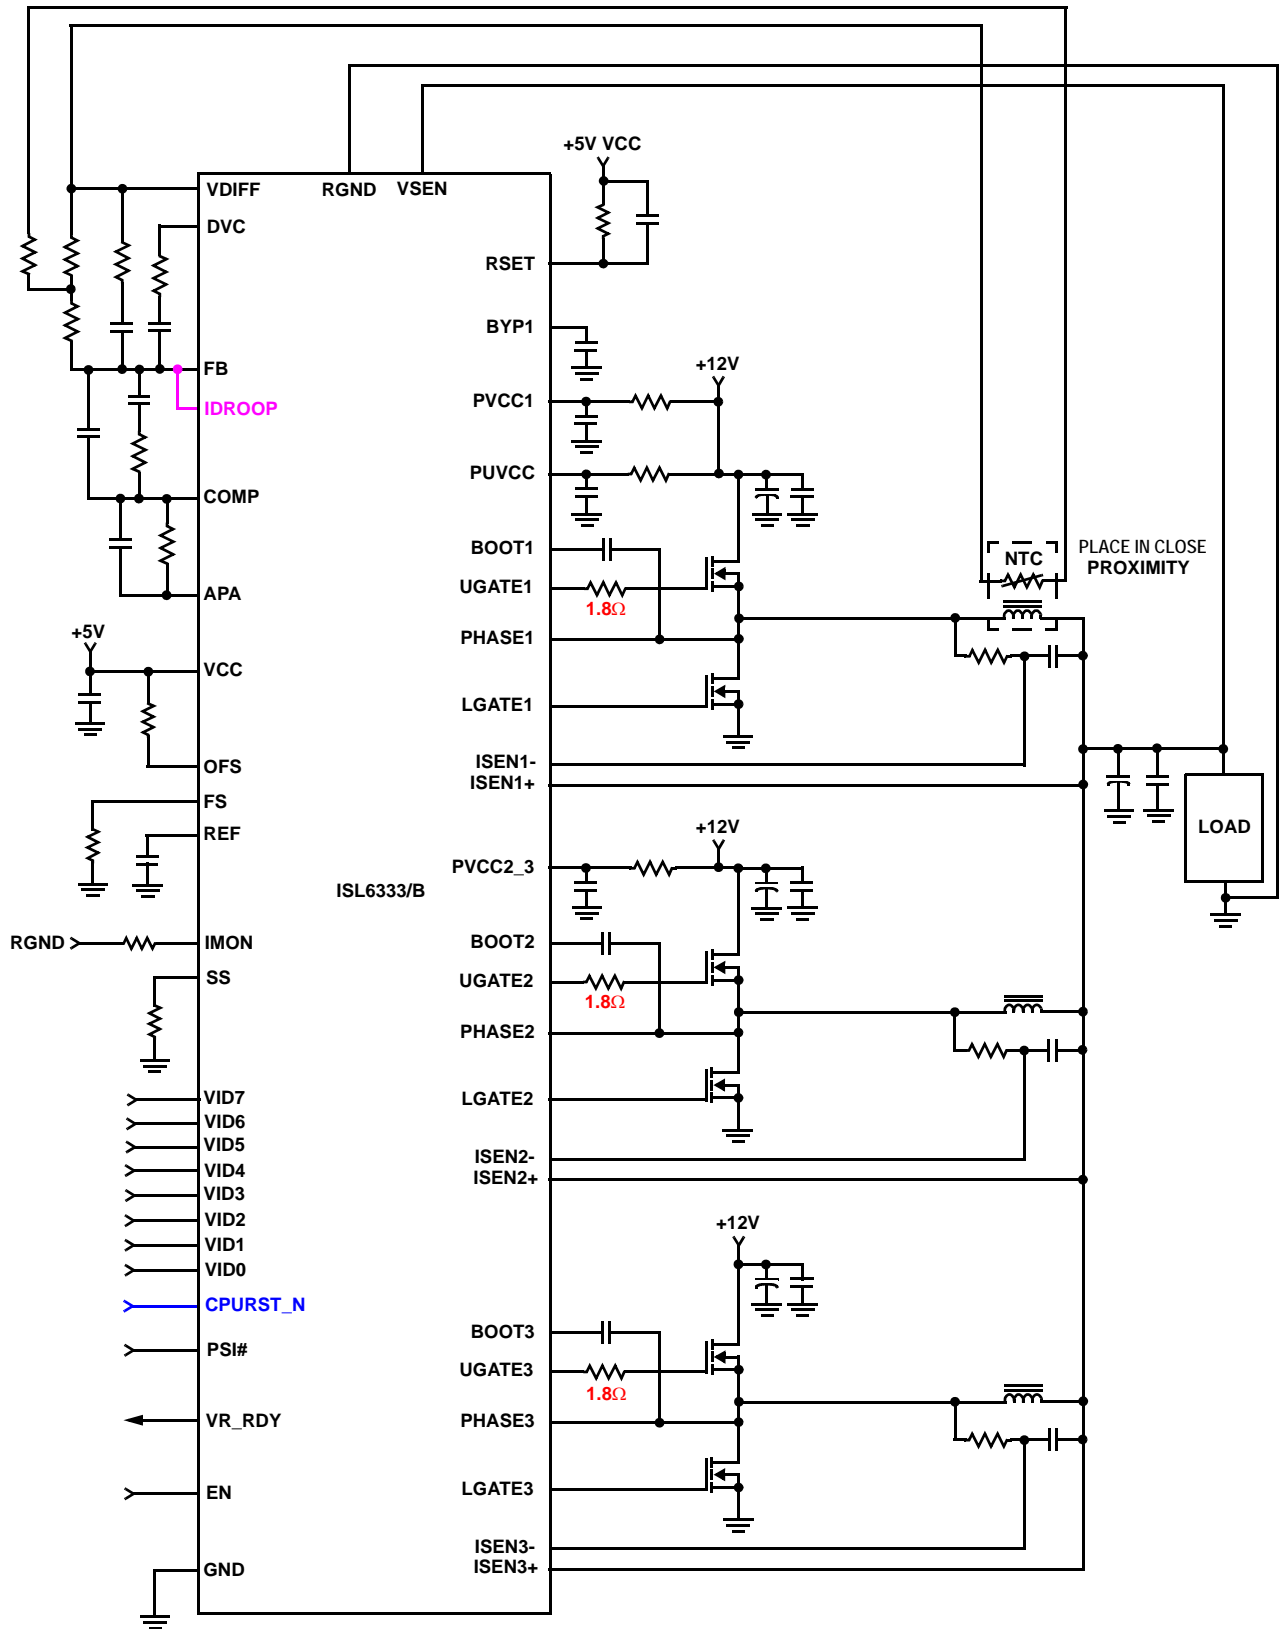 +5V VCC
VDIFF
RGND
VSEN
DVC
RSET
BYP1
+12V
FB
PVCC1
IDROOP
PUVCC
COMP
BOOT1
NTC
PLACE IN CLOSE
PROXIMITY
UGATE1
1.8Ω
APA
+5V
PHASE1
VCC
LGATE1
ISEN1-
OFS
ISEN1+
FS
+12V
LOAD
REF
PVCC2_3
ISL6333/B
RGND
IMON
BOOT2
SS
UGATE2
1.8Ω
PHASE2
VID7
LGATE2
VID6
VID5
ISEN2-
VID4
ISEN2+
VID3
VID2
+12V
VID1
VID0
CPURST_N
BOOT3
PSI#
UGATE3
1.8Ω
VR_RDY
PHASE3
EN
LGATE3
ISEN3-
GND
ISEN3+